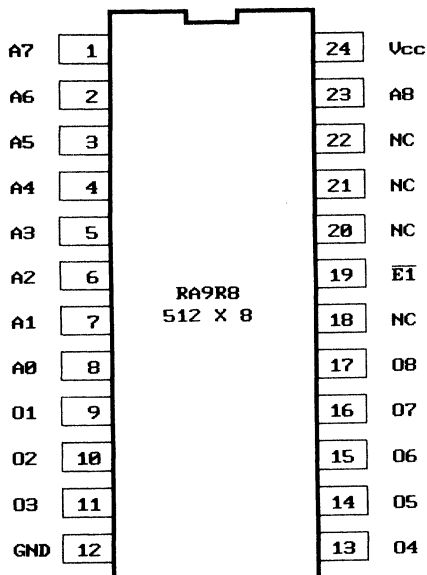 A7 1 24 Vcc
A6 2 23 A8
A5 3 22 NC
A4 4 21 NC
A3 5 20 NC
A2 6 19 E1
RA9R8
A1 7 512 X 8 18 NC
A0 8 17 O8
O1 9 16 O7
O2 10 15 O6
O3 11 14 O5
GND 12 13 O4